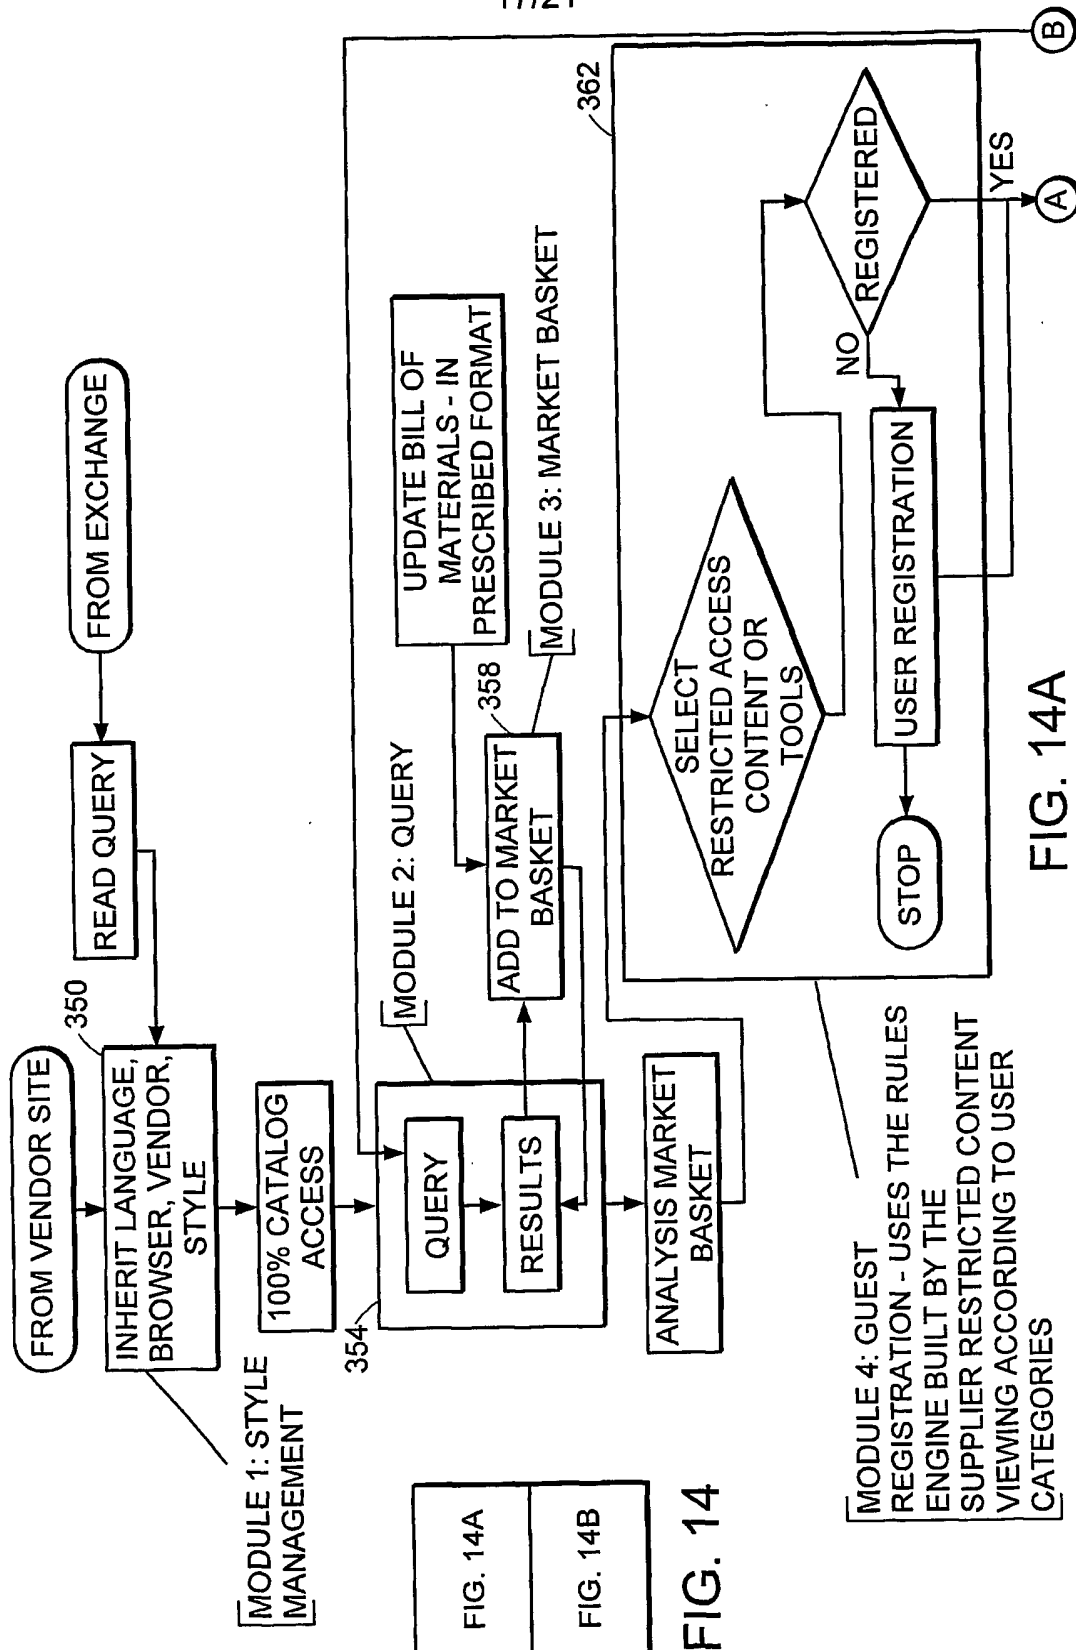 17/21
FROM VENDOR SITE
FROM EXCHANGE
READ QUERY
350
INHERIT LANGUAGE,
BROWSER, VENDOR,
STYLE
[MODULE 1: STYLE
MANAGEMENT
100% CATALOG
ACCESS
[MODULE 2: QUERY
354
QUERY
RESULTS
UPDATE BILL OF
MATERIALS - IN
PRESCRIBED FORMAT
358
ADD TO MARKET
BASKET
[MODULE 3: MARKET BASKET
ANALYSIS MARKET
BASKET
362
SELECT
RESTRICTED ACCESS
CONTENT OR
TOOLS
REGISTERED
NO
YES
USER REGISTRATION
STOP
A
B
[MODULE 4: GUEST
REGISTRATION - USES THE RULES
ENGINE BUILT BY THE
SUPPLIER RESTRICTED CONTENT
VIEWING ACCORDING TO USER
CATEGORIES
FIG. 14A
FIG. 14A
FIG. 14B
FIG. 14